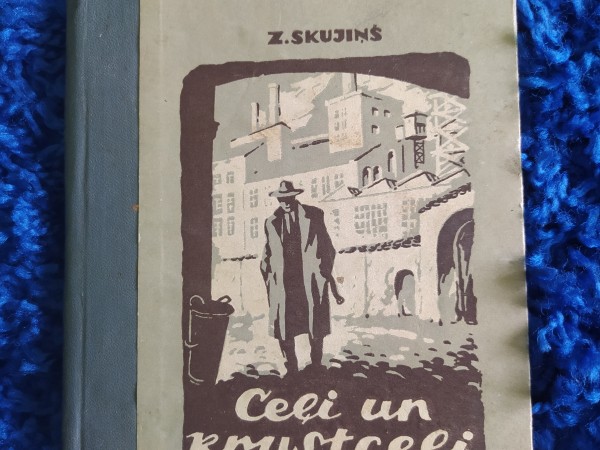 Z. SKUJIŅŠ
Ceļi un
krustceļi